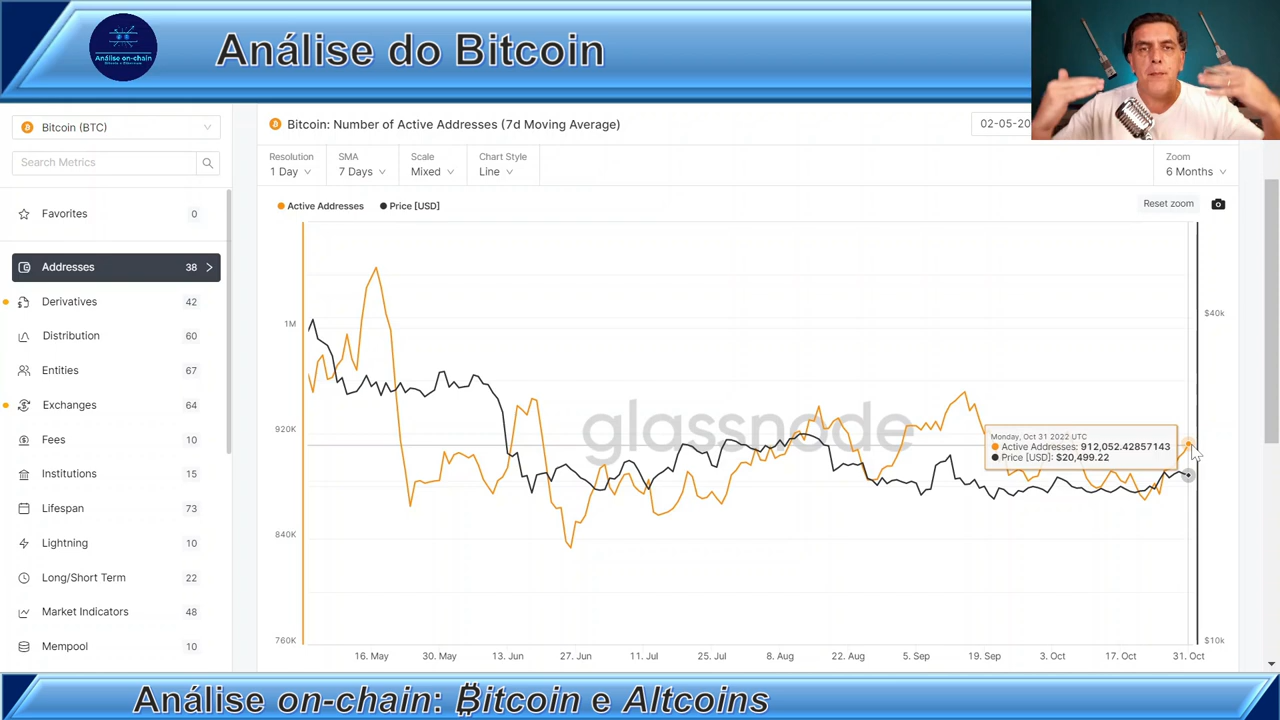 Análise do Bitcoin
Análise on-chain
Bitcoin (BTC)
Search Metrics
Favorites 0
Addresses 38
Derivatives 42
Distribution 60
Entities 67
Exchanges 64
Fees 10
Institutions 15
Lifespan 73
Lightning 10
Long/Short Term 22
Market Indicators 48
Mempool 10
Bitcoin: Number of Active Addresses (7d Moving Average)
02-05-20
Resolution
1 Day
SMA
7 Days
Scale
Mixed
Chart Style
Line
Zoom
6 Months
Active Addresses
Price [USD]
Reset zoom
1M
920K
840K
760K
$40k
$10k
glassnode
Monday, Oct 31 2022 UTC
Active Addresses: 912,052.42857143
Price [USD]: $20,499.22
16. May 30. May 13. Jun 27. Jun 11. Jul 25. Jul 8. Aug 22. Aug 5. Sep 19. Sep 3. Oct 17. Oct 31. Oct
Análise on-chain: ₿itcoin e Altcoins